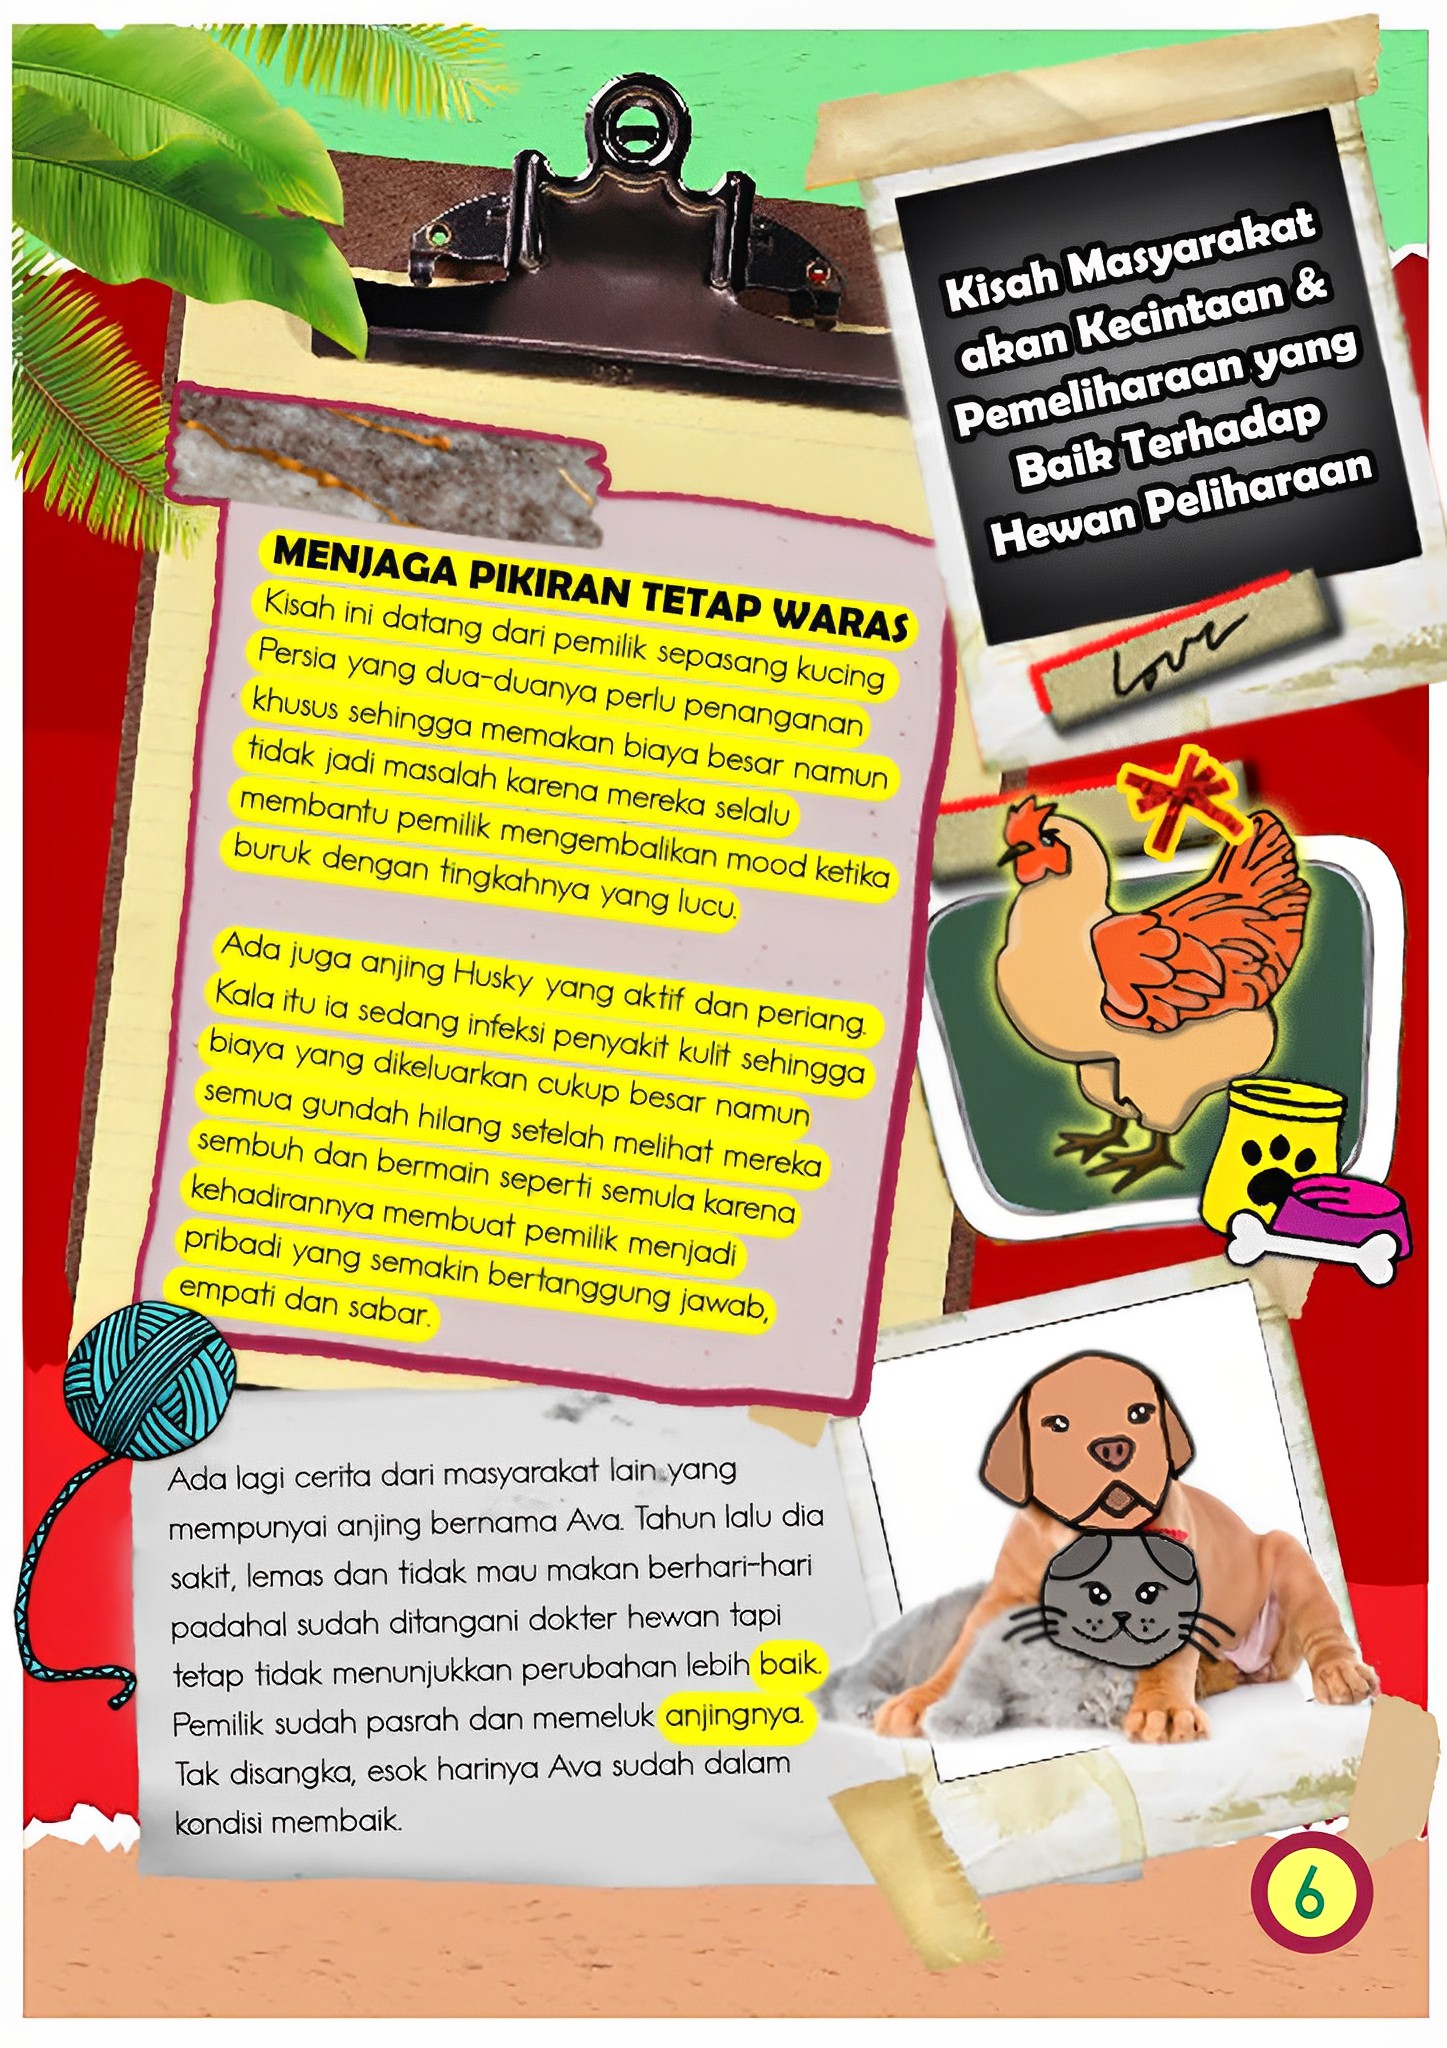 Kisah Masyarakat
akan Kecintaan &
Pemeliharaan yang
Baik Terhadap
Hewan Peliharaan
Love
MENJAGA PIKIRAN TETAP WARAS
Kisah ini datang dari pemilik sepasang kucing
Persia yang dua-duanya perlu penanganan
khusus sehingga memakan biaya besar namun
tidak jadi masalah karena mereka selalu
membantu pemilik mengembalikan mood ketika
buruk dengan tingkahnya yang lucu.
Ada juga anjing Husky yang aktif dan periang.
Kala itu ia sedang infeksi penyakit kulit sehingga
biaya yang dikeluarkan cukup besar namun
semua gundah hilang setelah melihat mereka
sembuh dan bermain seperti semula karena
kehadirannya membuat pemilik menjadi
pribadi yang semakin bertanggung jawab,
empati dan sabar.
Ada lagi cerita dari masyarakat lain yang
mempunyai anjing bernama Ava. Tahun lalu dia
sakit, lemas dan tidak mau makan berhari-hari
padahal sudah ditangani dokter hewan tapi
tetap tidak menunjukkan perubahan lebih baik.
Pemilik sudah pasrah dan memeluk anjingnya.
Tak disangka, esok harinya Ava sudah dalam
kondisi membaik.
6